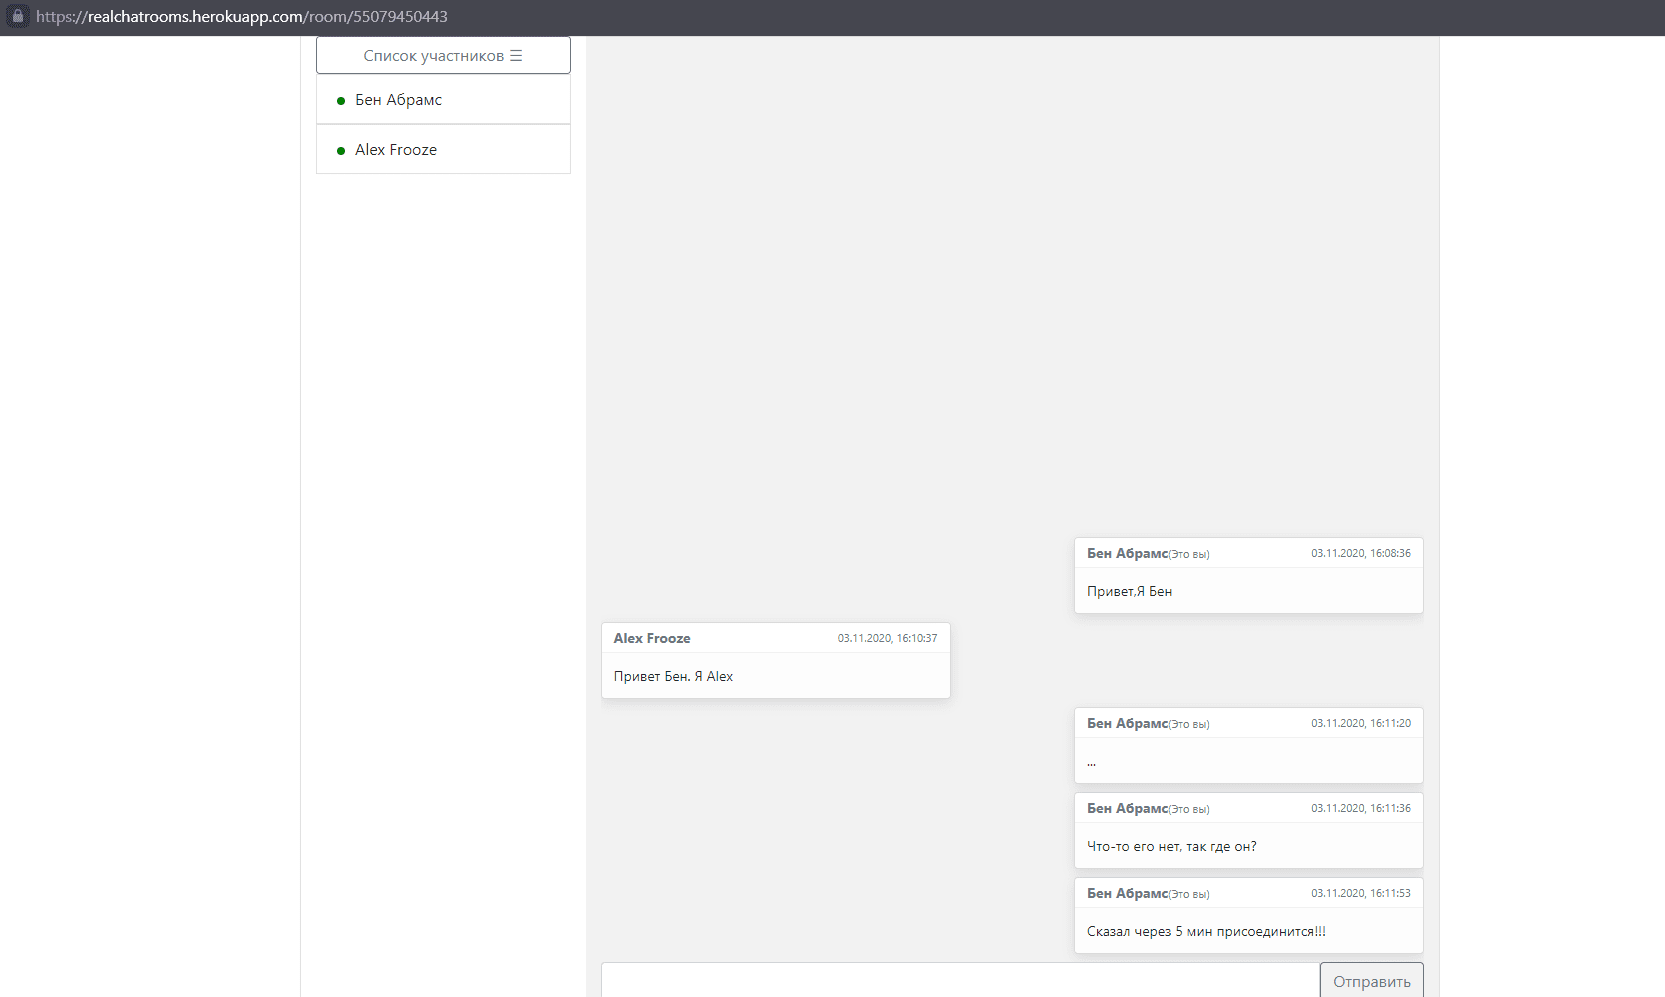 https://realchatrooms.herokuapp.com/room/55079450443
Список участников ☰
Бен Абрамс
Alex Frooze
Бен Абрамс(Это вы) 03.11.2020, 16:08:36
Привет,Я Бен
Alex Frooze 03.11.2020, 16:10:37
Привет Бен. Я Alex
Бен Абрамс(Это вы) 03.11.2020, 16:11:20
...
Бен Абрамс(Это вы) 03.11.2020, 16:11:36
Что-то его нет, так где он?
Бен Абрамс(Это вы) 03.11.2020, 16:11:53
Сказал через 5 мин присоединится!!!
Отправить